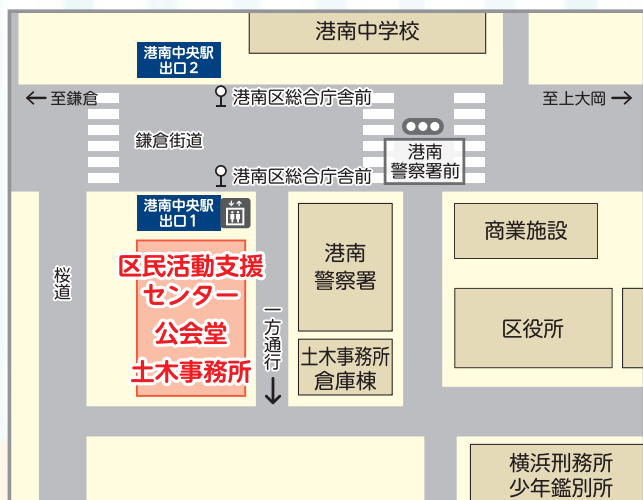 港南中学校
港南中央駅
出口2
←至鎌倉
港南区総合庁舎前
至上大岡→
鎌倉街道
港南
警察署前
港南区総合庁舎前
港南中央駅
出口1
桜道
区民活動支援
センター
公会堂
土木事務所
一方通行
港南
警察署
土木事務所
倉庫棟
商業施設
区役所
横浜刑務所
少年鑑別所